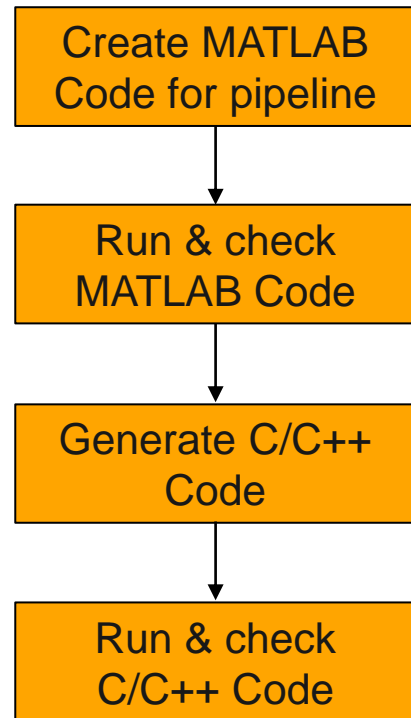 Create MATLAB
Code for pipeline
Run & check
MATLAB Code
Generate C/C++
Code
Run & check
C/C++ Code